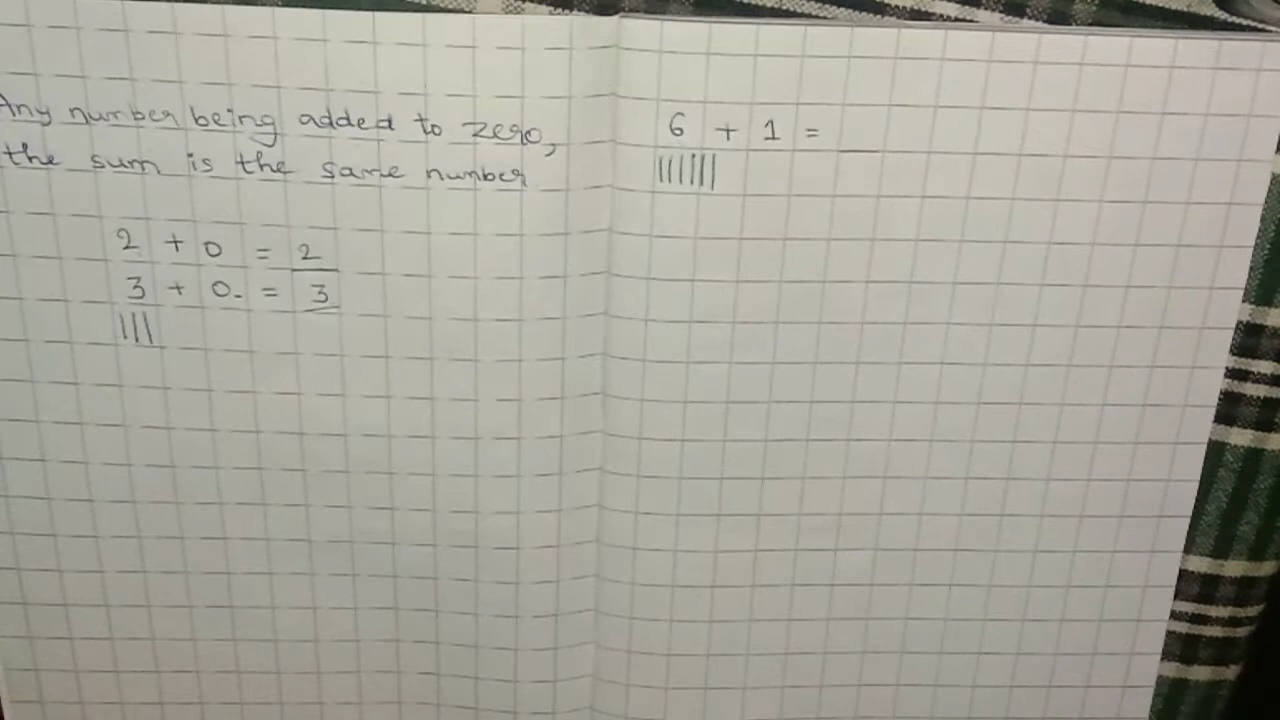 Any number being added to zero,
the sum is the same number
2 + 0 = 2
3 + 0 = 3
|||
6 + 1 = __
|||||||